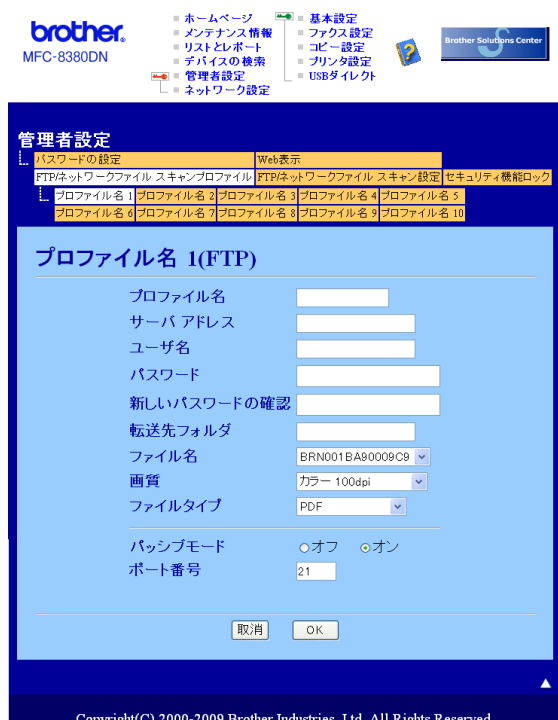 brother
MFC-8380DN
ホームページ
メンテナンス情報
リストとレポート
デバイスの検索
管理者設定
ネットワーク設定
基本設定
ファクス設定
コピー設定
プリンタ設定
USBダイレクト
Brother Solutions Center
管理者設定
パスワードの設定 Web表示
FTP/ネットワークファイル スキャンプロファイル FTP/ネットワークファイル スキャン設定 セキュリティ機能ロック
プロファイル名 1 プロファイル名 2 プロファイル名 3 プロファイル名 4 プロファイル名 5
プロファイル名 6 プロファイル名 7 プロファイル名 8 プロファイル名 9 プロファイル名 10
プロファイル名 1(FTP)
プロファイル名
サーバ アドレス
ユーザ名
パスワード
新しいパスワードの確認
転送先フォルダ
ファイル名 BRN001BA90009C9
画質 カラー 100dpi
ファイルタイプ PDF
パッシブモード オフ オン
ポート番号 21
取消 OK
Copyright(C) 2000-2009 Brother Industries, Ltd. All Rights Reserved.